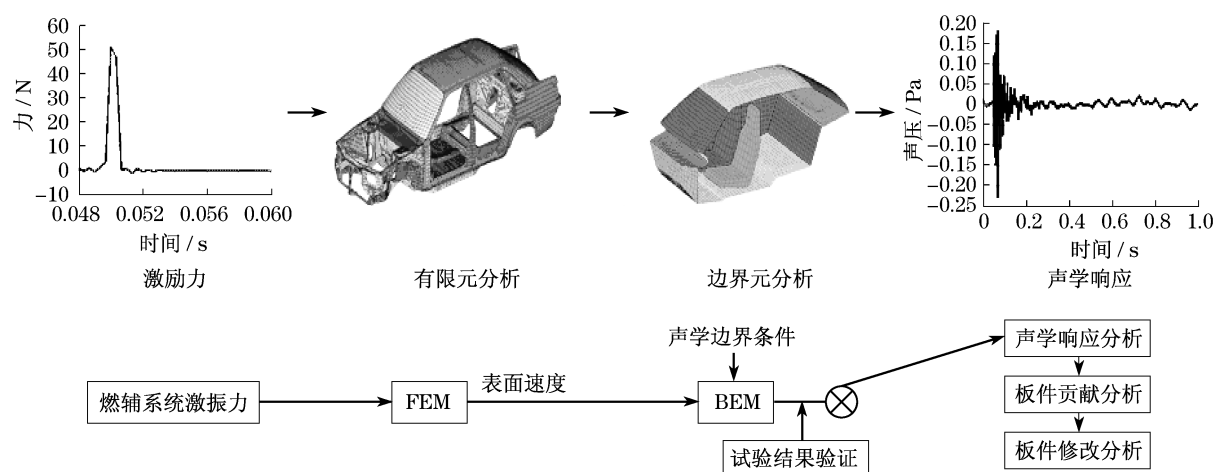 60
50
40
30
20
10
0
-10
力 / N
0.048
0.052
0.056
0.060
时间 / s
激励力
有限元分析
边界元分析
0.20
0.15
0.10
0.05
0
-0.05
-0.10
-0.15
-0.20
-0.25
声压 / Pa
0
0.2
0.4
0.6
0.8
1.0
时间 / s
声学响应
声学边界条件
声学响应分析
燃辅系统激振力
FEM
表面速度
BEM
板件贡献分析
试验结果验证
板件修改分析